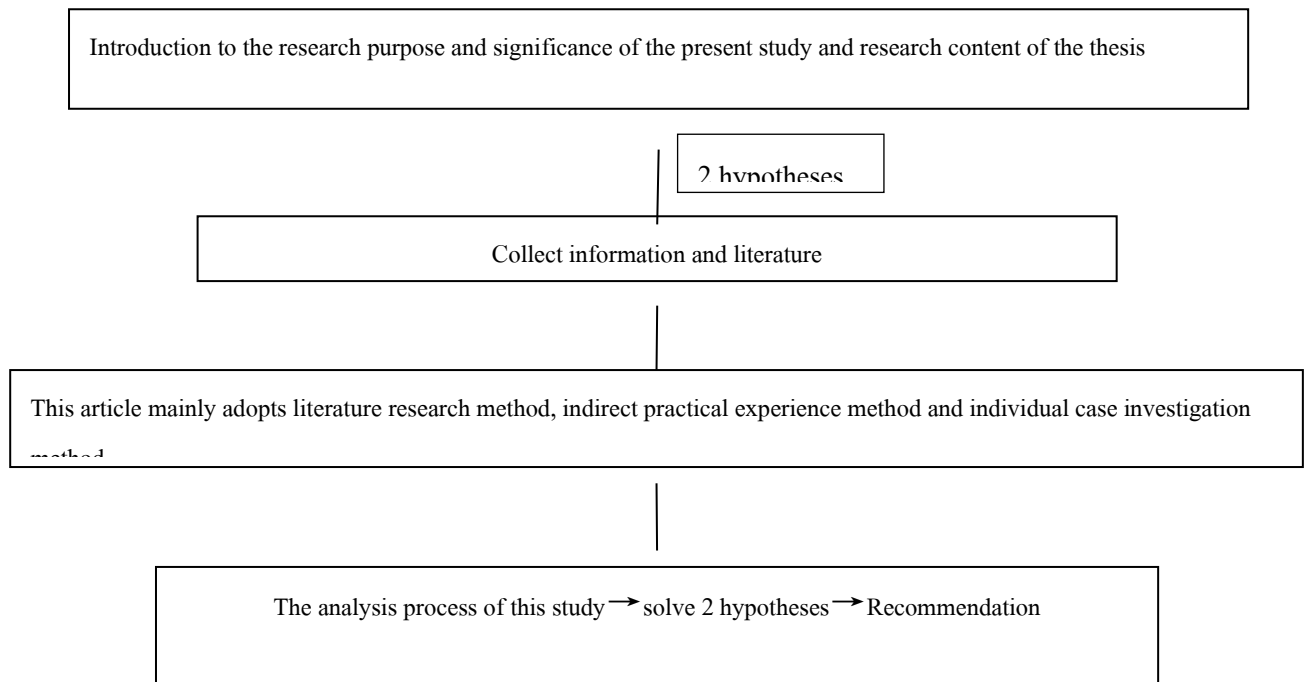 Introduction to the research purpose and significance of the present study and research content of the thesis
2 hypotheses
Collect information and literature
This article mainly adopts literature research method, indirect practical experience method and individual case investigation
method
The analysis process of this study→solve 2 hypotheses→Recommendation